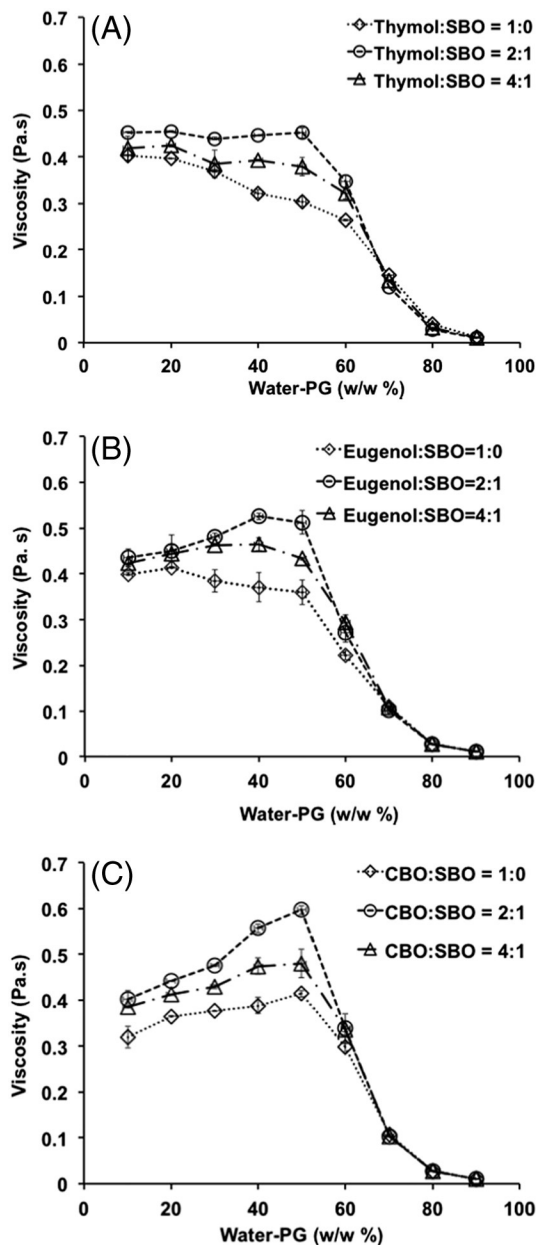 (A)
Thymol:SBO = 1:0
Thymol:SBO = 2:1
Thymol:SBO = 4:1
Viscosity (Pa.s)
0.7
0.6
0.5
0.4
0.3
0.2
0.1
0
0 20 40 60 80 100
Water-PG (w/w %)
(B)
Eugenol:SBO=1:0
Eugenol:SBO=2:1
Eugenol:SBO=4:1
Viscosity (Pa. s)
0.7
0.6
0.5
0.4
0.3
0.2
0.1
0
0 20 40 60 80 100
Water-PG (w/w %)
(C)
CBO:SBO = 1:0
CBO:SBO = 2:1
CBO:SBO = 4:1
Viscosity (Pa.s)
0.7
0.6
0.5
0.4
0.3
0.2
0.1
0
0 20 40 60 80 100
Water-PG (w/w %)